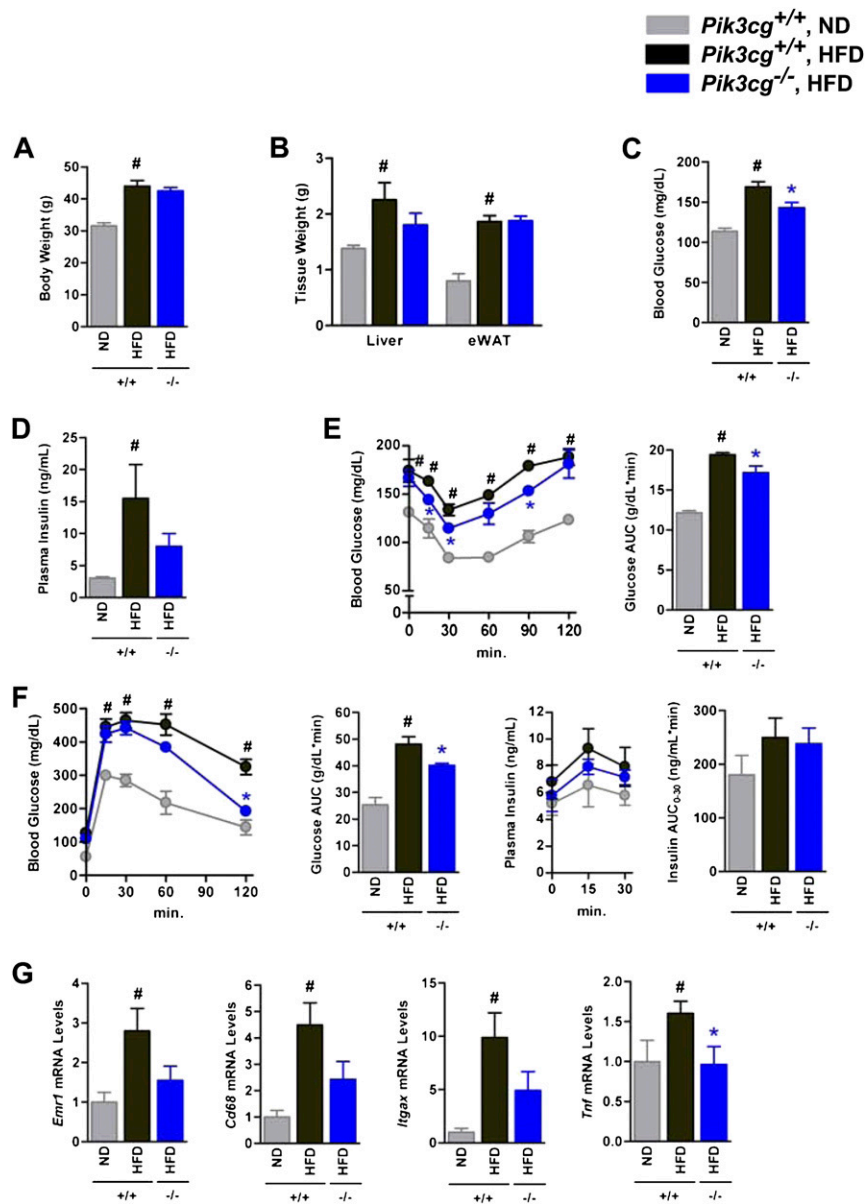 Pik3cg+/+, ND
Pik3cg+/+, HFD
Pik3cg-/-, HFD
A
Body Weight (g)
50
40
30
20
10
0
#
ND
HFD
HFD
+/+
-/-
B
Tissue Weight (g)
3
2
1
0
#
#
Liver
eWAT
C
Blood Glucose (mg/dL)
200
150
100
50
0
#
*
ND
HFD
HFD
+/+
-/-
D
Plasma Insulin (ng/mL)
25
20
15
10
5
0
#
ND
HFD
HFD
+/+
-/-
E
Blood Glucose (mg/dL)
200
150
100
50
0
# # # # # #
* * *
0 30 60 90 120
min.
Glucose AUC (g/dL*min)
20
15
10
5
0
#
*
ND
HFD
HFD
+/+
-/-
F
Blood Glucose (mg/dL)
500
400
300
200
100
0
# # # #
*
0 30 60 90 120
min.
Glucose AUC (g/dL*min)
60
50
40
30
20
10
0
#
*
ND
HFD
HFD
+/+
-/-
Plasma Insulin (ng/mL)
12
10
8
6
4
2
0
0 15 30
min.
Insulin AUC0-30 (ng/mL*min)
300
200
100
0
ND
HFD
HFD
+/+
-/-
G
Emr1 mRNA Levels
4
3
2
1
0
#
ND
HFD
HFD
+/+
-/-
Cd68 mRNA Levels
6
5
4
3
2
1
0
#
ND
HFD
HFD
+/+
-/-
Itgax mRNA Levels
15
10
5
0
#
ND
HFD
HFD
+/+
-/-
Tnf mRNA Levels
2.0
1.5
1.0
0.5
0.0
#
*
ND
HFD
HFD
+/+
-/-